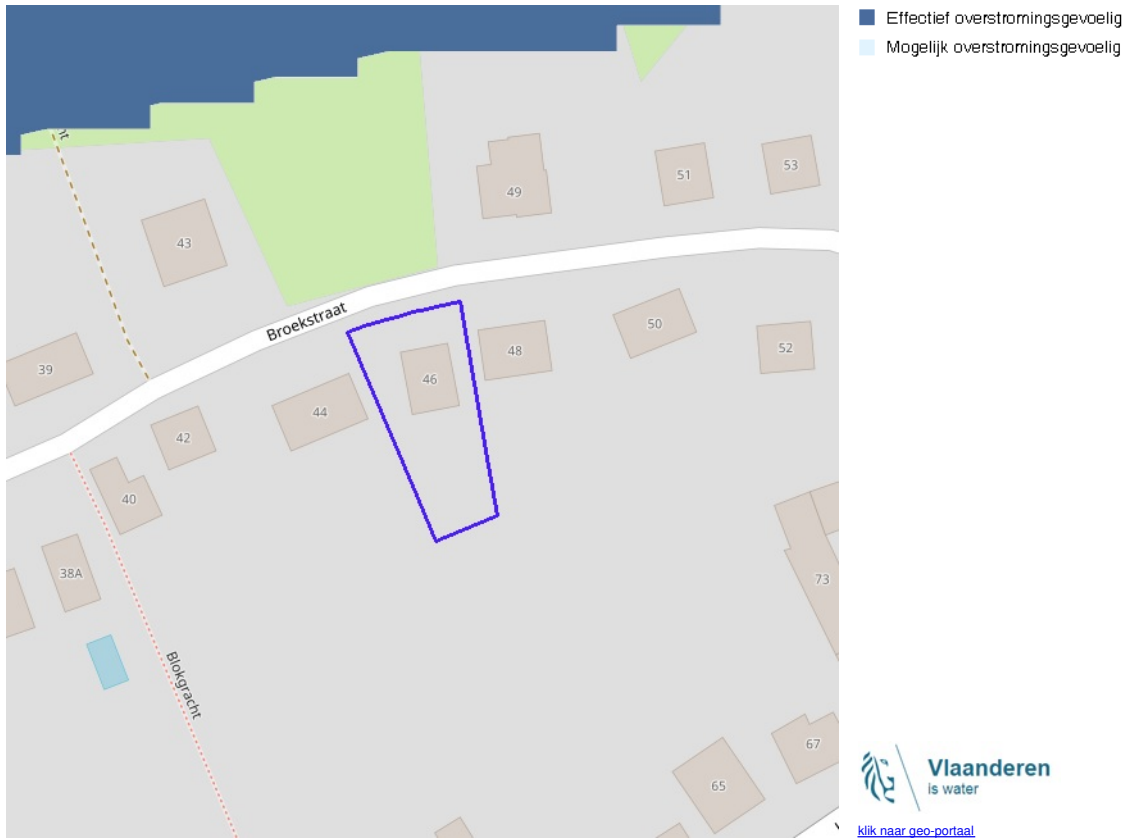 Effectief overstromingsgevoelig
Mogelijk overstromingsgevoelig
ht
53
51
49
43
Broekstraat
50
48
52
39
46
44
42
40
38A
73
Blokgracht
67
65
Vlaanderen
is water
klik naar geo-portaal